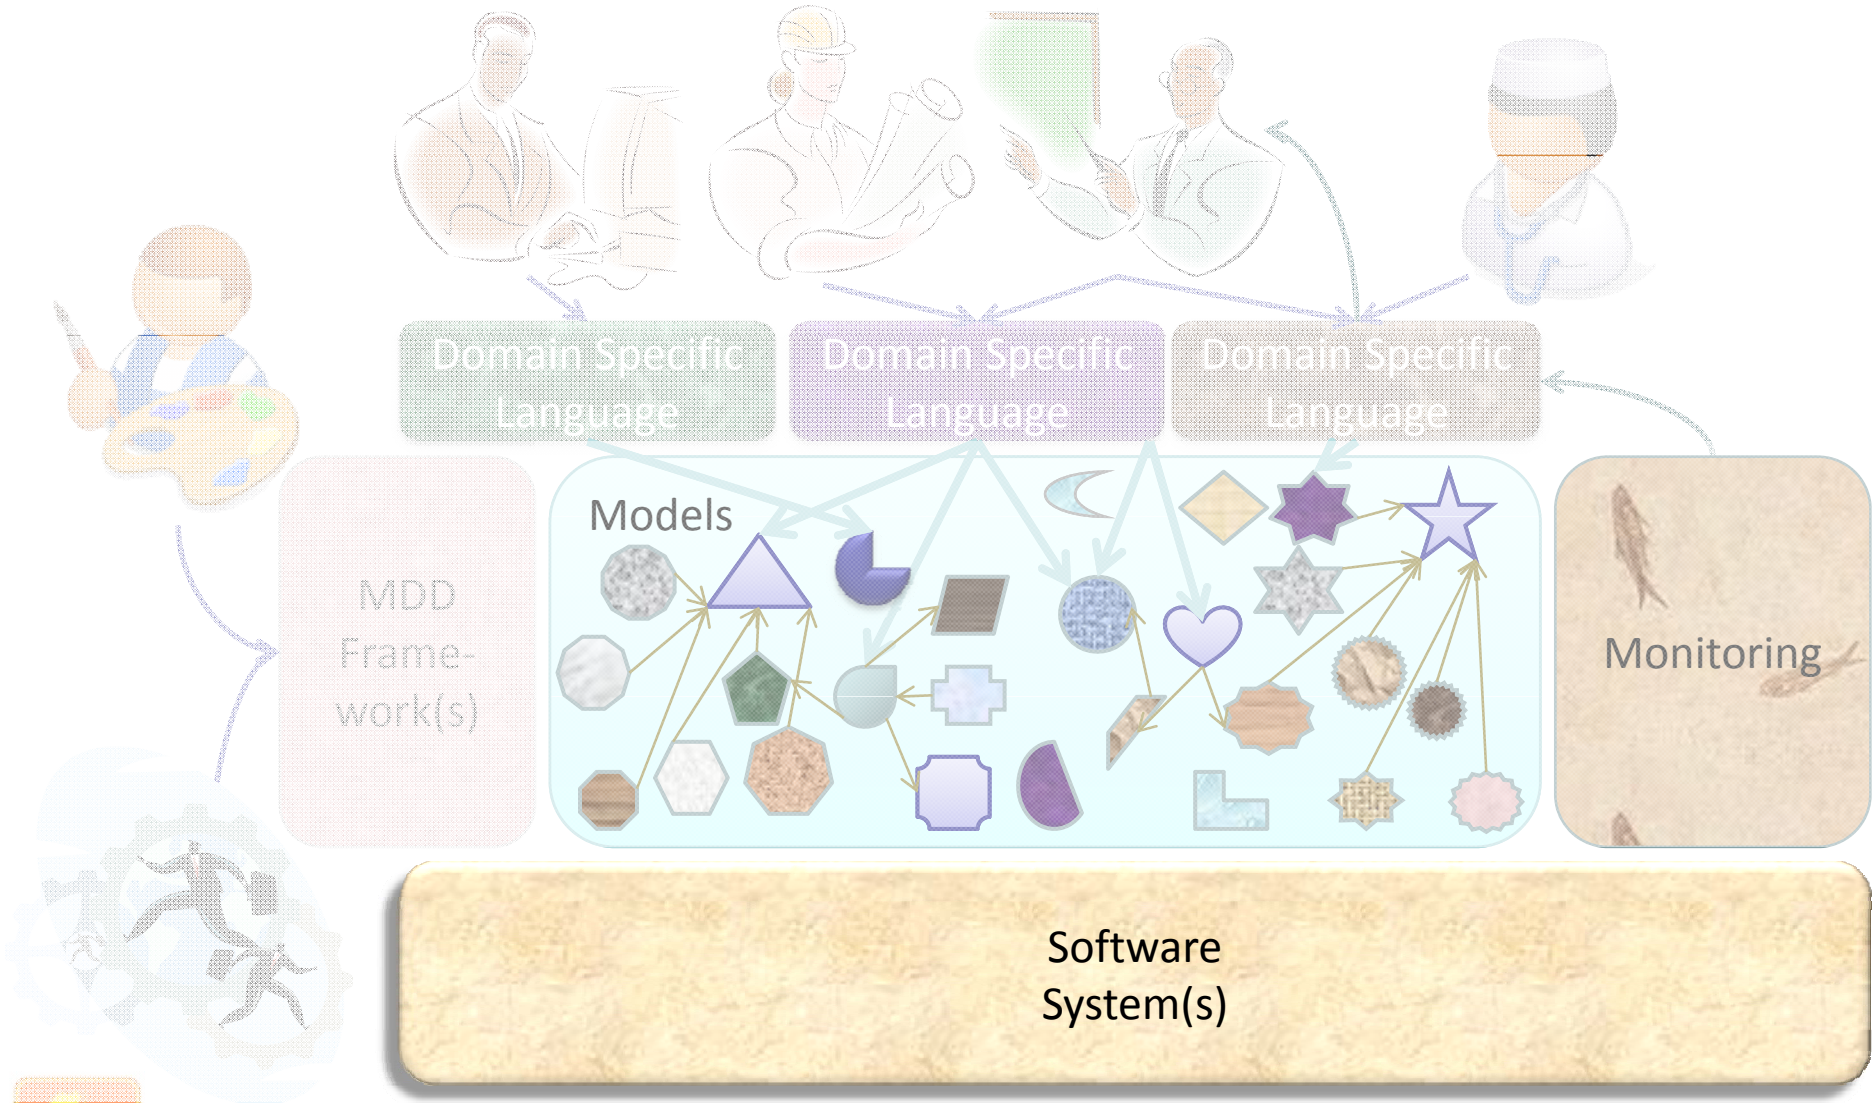 Domain Specific
Language
Domain Specific
Language
Domain Specific
Language
MDD
Frame-
work(s)
Models
Monitoring
Software
System(s)